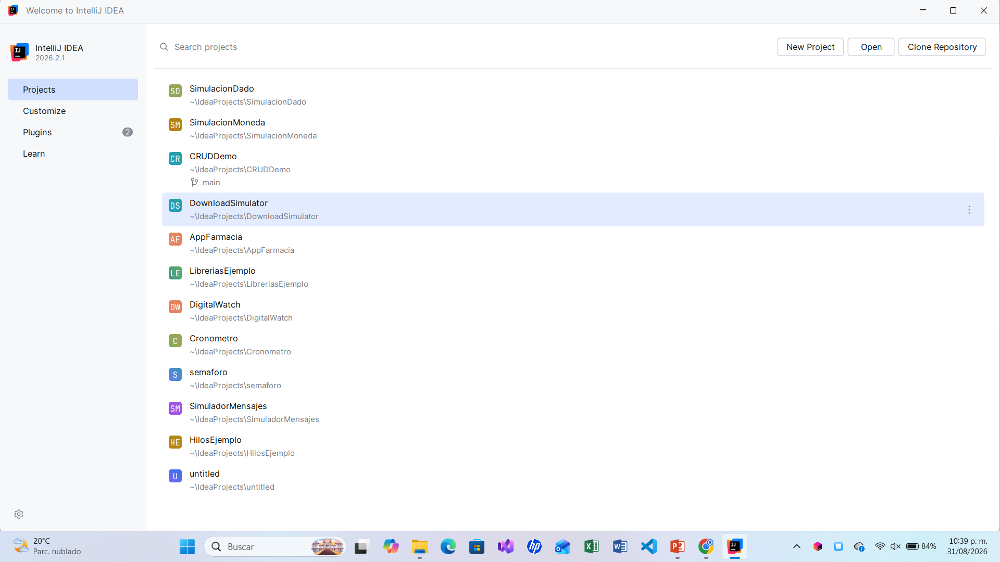 Welcome to IntelliJ IDEA
IntelliJ IDEA
2026.2.1
Projects
Customize
Plugins 2
Learn
Search projects
New Project
Open
Clone Repository
SD SimulacionDado
~\IdeaProjects\SimulacionDado
SM SimulacionMoneda
~\IdeaProjects\SimulacionMoneda
CR CRUDDemo
~\IdeaProjects\CRUDDemo
main
DS DownloadSimulator
~\IdeaProjects\DownloadSimulator
AF AppFarmacia
~\IdeaProjects\AppFarmacia
LE LibreriasEjemplo
~\IdeaProjects\LibreriasEjemplo
DW DigitalWatch
~\IdeaProjects\DigitalWatch
C Cronometro
~\IdeaProjects\Cronometro
S semaforo
~\IdeaProjects\semaforo
SM SimuladorMensajes
~\IdeaProjects\SimuladorMensajes
HE HilosEjemplo
~\IdeaProjects\HilosEjemplo
U untitled
~\IdeaProjects\untitled
20°C
Parc. nublado
Buscar
84%
10:39 p. m.
31/08/2026